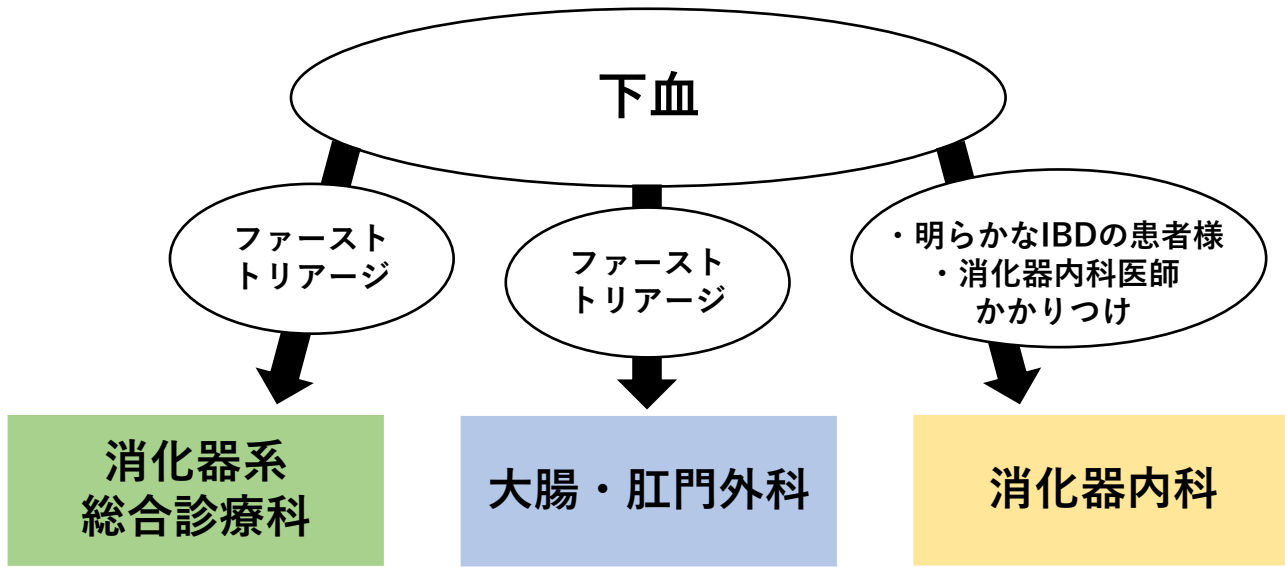 下血
ファースト
トリアージ
ファースト
トリアージ
・明らかなIBDの患者様
・消化器内科医師
かかりつけ
消化器系
総合診療科
大腸・肛門外科
消化器内科